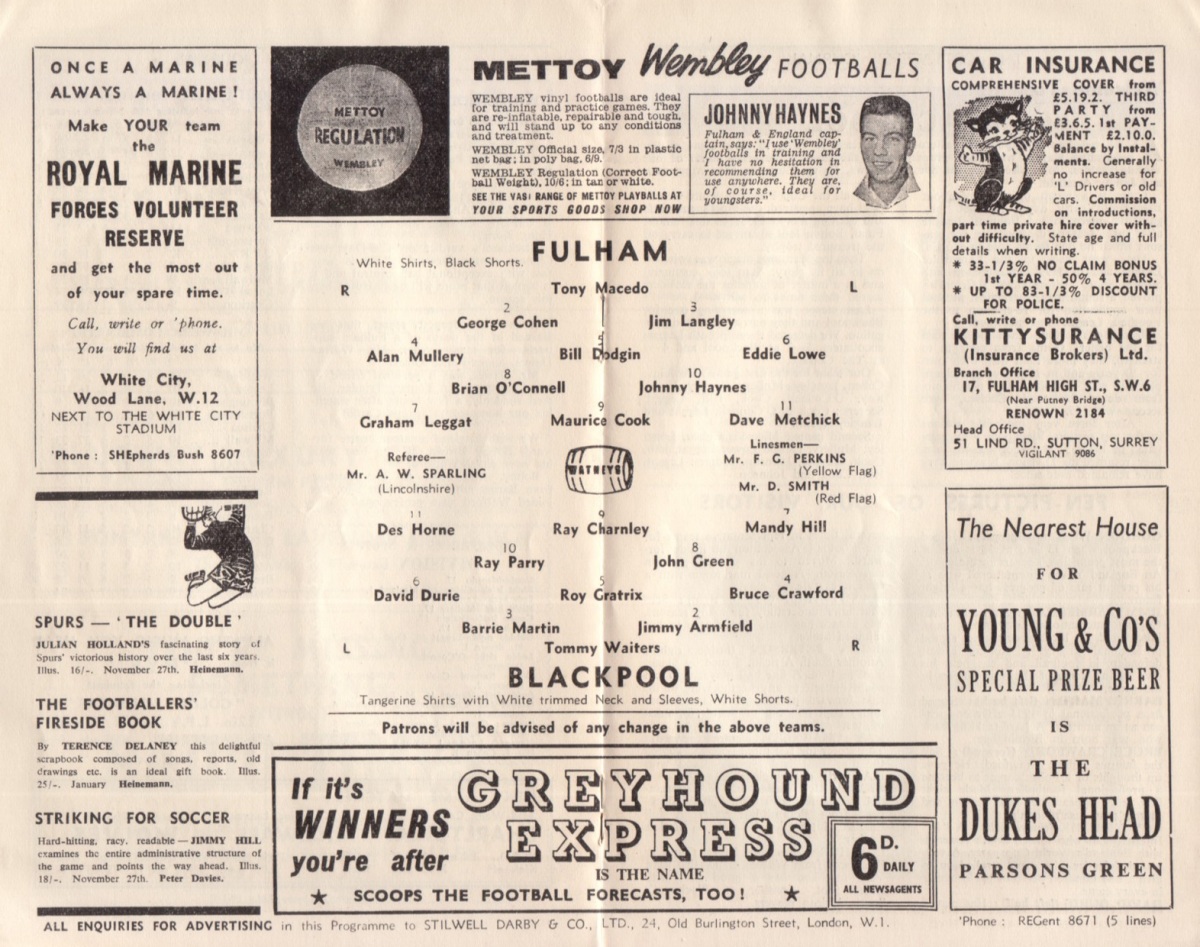 ONCE A MARINE
ALWAYS A MARINE!
Make YOUR team
the
ROYAL MARINE
FORCES VOLUNTEER
RESERVE
and get the most out
of your spare time.
Call, write or 'phone.
You will find us at
White City,
Wood Lane, W.12
NEXT TO THE WHITE CITY
STADIUM
'Phone : SHEpherds Bush 8607
SPURS — 'THE DOUBLE'
JULIAN HOLLAND'S fascinating story of
Spurs' victorious history over the last six years.
Illus. 16/-. November 27th. Heinemann.
THE FOOTBALLERS'
FIRESIDE BOOK
By TERENCE DELANEY this delightful
scrapbook composed of songs, reports, old
drawings etc. is an ideal gift book. Illus.
25/-. January Heinemann.
STRIKING FOR SOCCER
Hard-hitting, racy, readable — JIMMY HILL
examines the entire administrative structure of
the game and points the way ahead. Illus.
18/-. November 27th. Peter Davies.
METTOY
REGULATION
WEMBLEY
METTOY Wembley FOOTBALLS
WEMBLEY vinyl footballs are ideal
for training and practice games. They
are re-inflatable, repairable and tough,
and will stand up to any conditions
and treatment.
WEMBLEY Official size, 7/3 in plastic
net bag; in poly bag, 6/9.
WEMBLEY Regulation (Correct Foot-
ball Weight), 10/6; in tan or white.
SEE THE VAST RANGE OF METTOY PLAYBALLS AT
YOUR SPORTS GOODS SHOP NOW
JOHNNY HAYNES
Fulham & England cap-
tain, says: "I use 'Wembley'
footballs in training and
I have no hesitation in
recommending them for
use anywhere. They are,
of course, ideal for
youngsters."
FULHAM
White Shirts, Black Shorts.
R Tony Macedo L
2 3
George Cohen Jim Langley
4 5 6
Alan Mullery Bill Dodgin Eddie Lowe
8 10
Brian O'Connell Johnny Haynes
7 9 11
Graham Leggat Maurice Cook Dave Metchick
Referee—
Mr. A. W. SPARLING
(Lincolnshire)
WATNEYS
Linesmen—
Mr. F. G. PERKINS
(Yellow Flag)
Mr. D. SMITH
(Red Flag)
11 9 7
Des Horne Ray Charnley Mandy Hill
10 8
Ray Parry John Green
6 5 4
David Durie Roy Gratrix Bruce Crawford
3 2
Barrie Martin Jimmy Armfield
L Tommy Waiters R
BLACKPOOL
Tangerine Shirts with White trimmed Neck and Sleeves, White Shorts.
Patrons will be advised of any change in the above teams.
If it's
WINNERS
you're after
GREYHOUND
EXPRESS
IS THE NAME
6D.
DAILY
ALL NEWSAGENTS
★ SCOOPS THE FOOTBALL FORECASTS, TOO! ★
CAR INSURANCE
COMPREHENSIVE COVER from
£5.19.2. THIRD
PARTY from
£3.6.5. 1st PAY-
MENT £2.10.0.
Balance by Instal-
ments. Generally
no increase for
'L' Drivers or old
cars. Commission
on introductions,
part time private hire cover with-
out difficulty. State age and full
details when writing.
* 33-1/3% NO CLAIM BONUS
1st YEAR - 50% 4 YEARS.
* UP TO 83-1/3% DISCOUNT
FOR POLICE.
Call, write or phone
KITTYSURANCE
(Insurance Brokers) Ltd.
Branch Office
17, FULHAM HIGH ST., S.W.6
(Near Putney Bridge)
RENOWN 2184
Head Office
51 LIND RD., SUTTON, SURREY
VIGILANT 9086
The Nearest House
FOR
YOUNG & Co'S
SPECIAL PRIZE BEER
IS
THE
DUKES HEAD
PARSONS GREEN
ALL ENQUIRIES FOR ADVERTISING in this Programme to STILWELL DARBY & CO., LTD., 24, Old Burlington Street, London, W.1. 'Phone : REGent 8671 (5 lines)